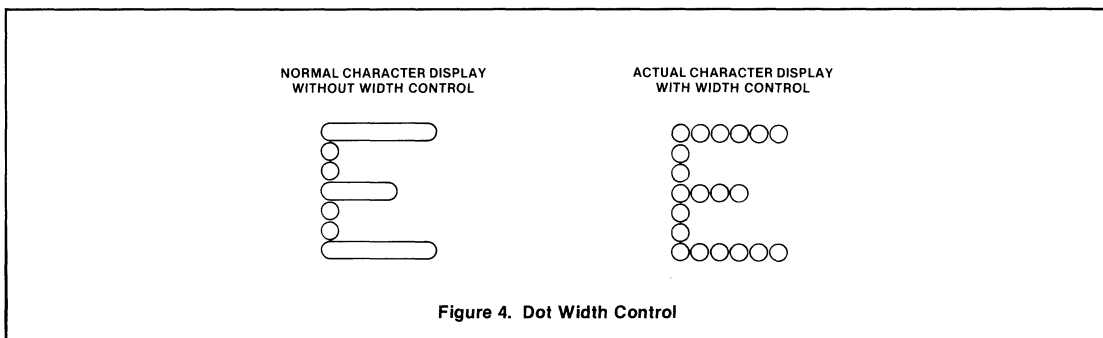 NORMAL CHARACTER DISPLAY
WITHOUT WIDTH CONTROL
ACTUAL CHARACTER DISPLAY
WITH WIDTH CONTROL
Figure 4. Dot Width Control